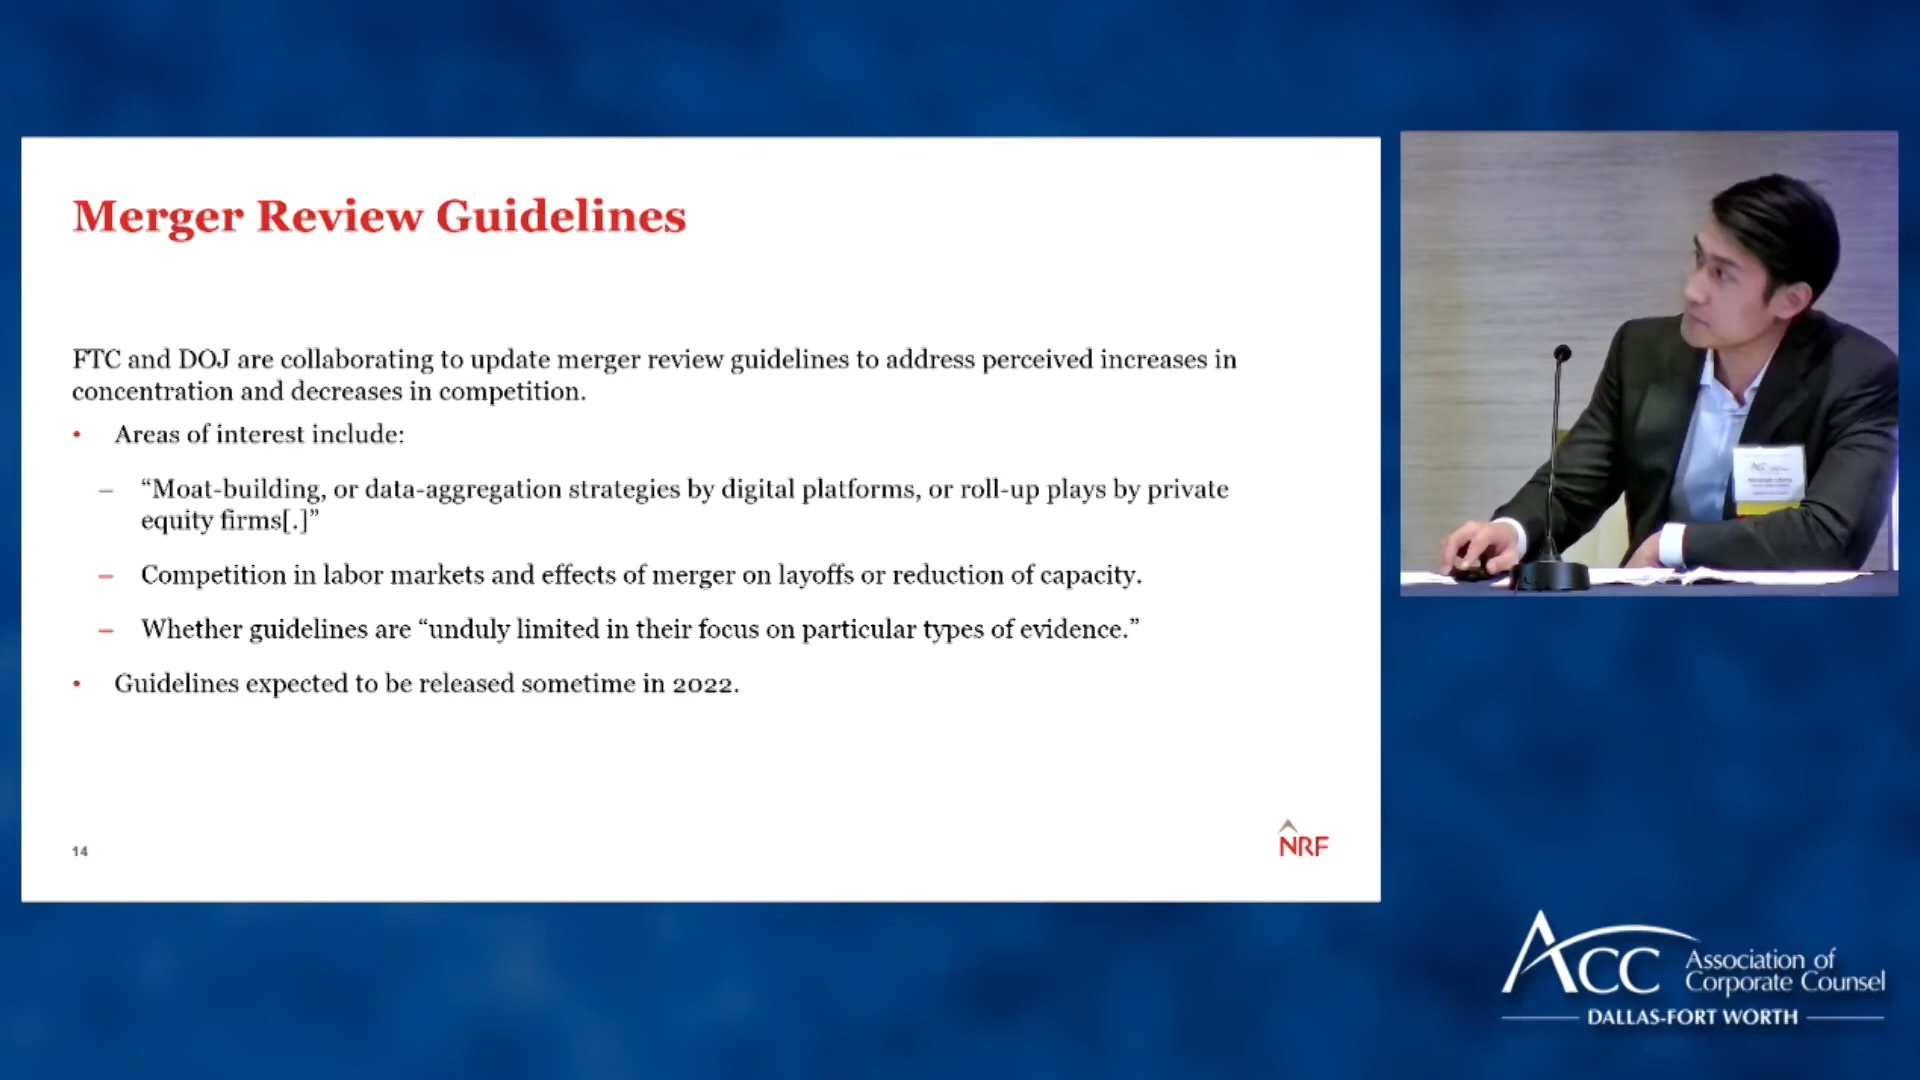 Merger Review Guidelines
FTC and DOJ are collaborating to update merger review guidelines to address perceived increases in
concentration and decreases in competition.
• Areas of interest include:
– “Moat-building, or data-aggregation strategies by digital platforms, or roll-up plays by private
equity firms[.]”
– Competition in labor markets and effects of merger on layoffs or reduction of capacity.
– Whether guidelines are “unduly limited in their focus on particular types of evidence.”
• Guidelines expected to be released sometime in 2022.
14
NRF
ACC
ACC Association of
Corporate Counsel
DALLAS-FORT WORTH